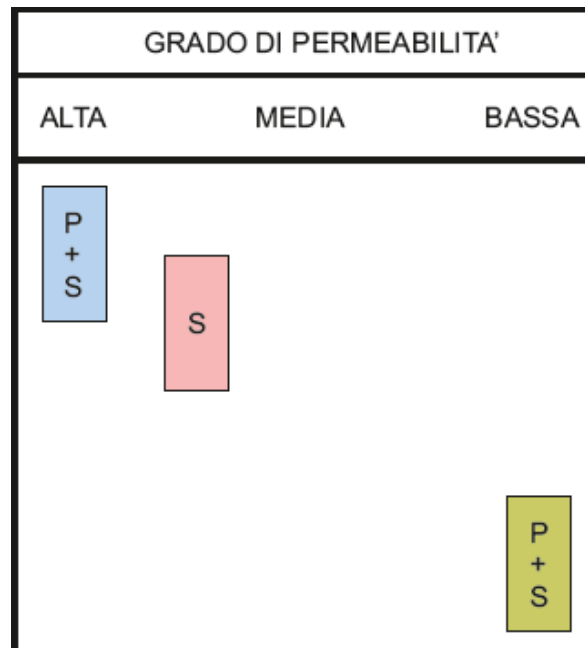 GRADO DI PERMEABILITA'
ALTA MEDIA BASSA
P
+
S
S
P
+
S